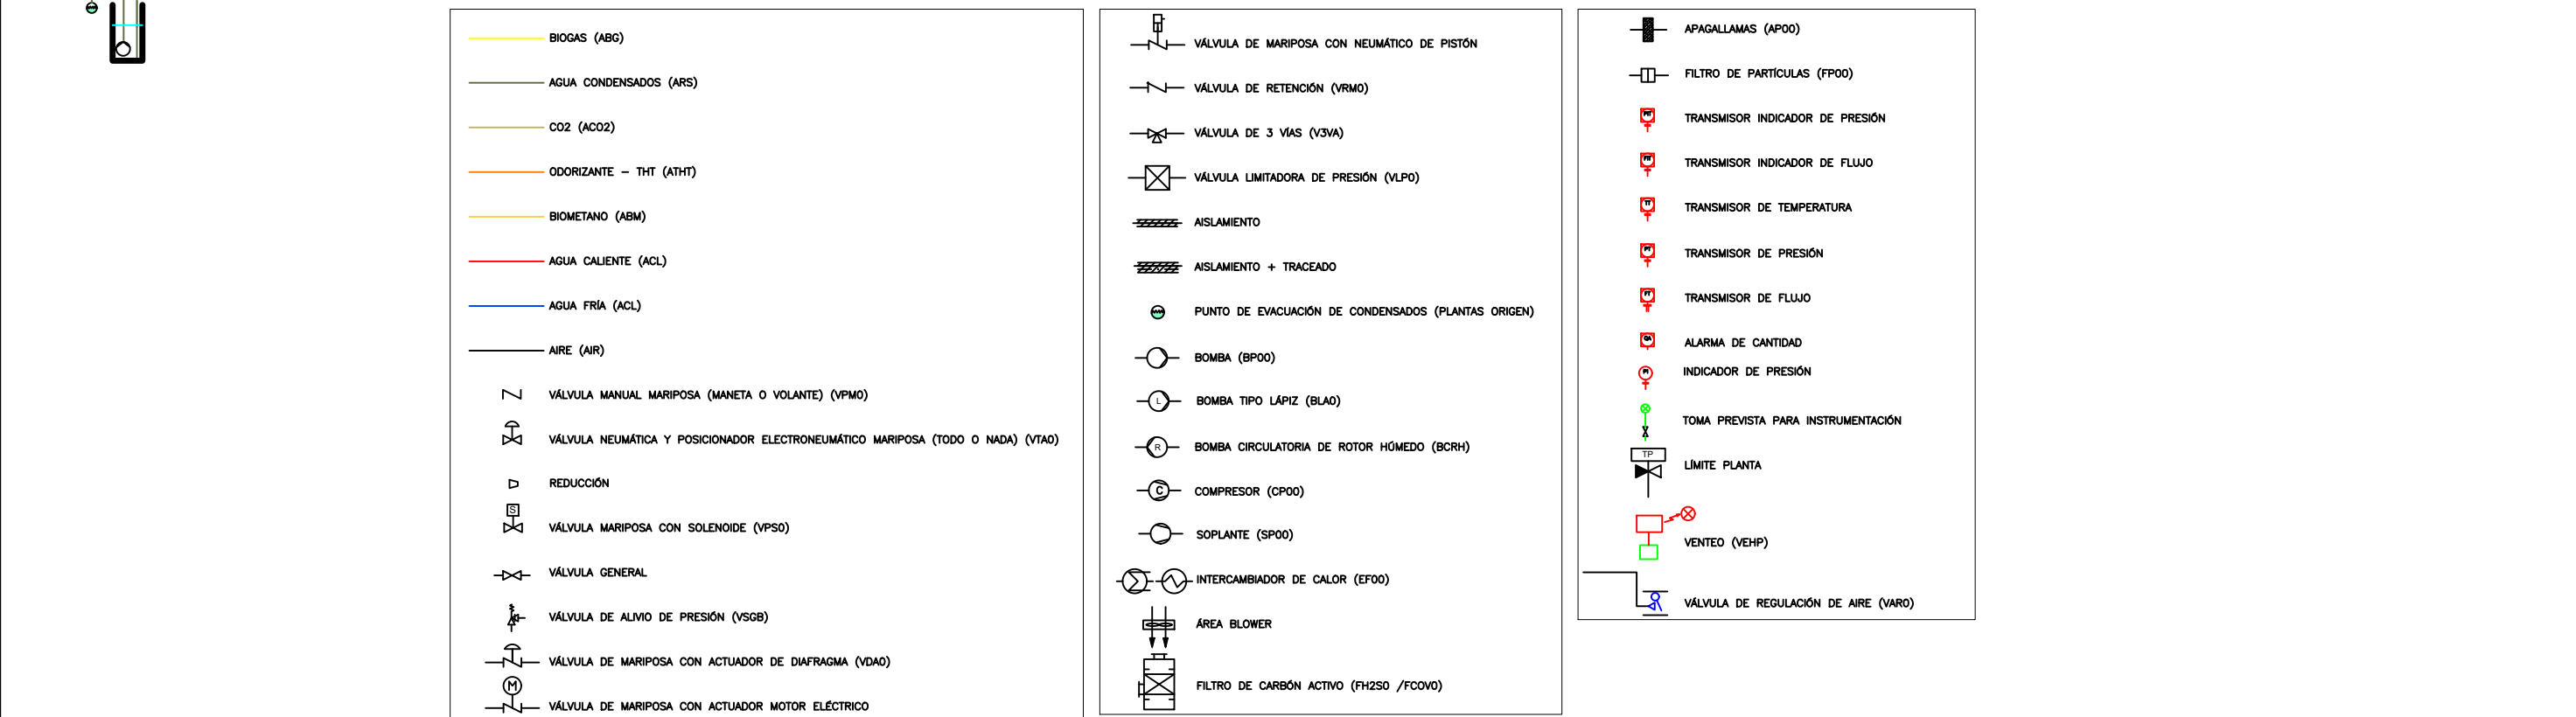 BIOGAS (ABG)
AGUA CONDENSADOS (ARS)
CO2 (ACO2)
ODORIZANTE – THT (ATHT)
BIOMETANO (ABM)
AGUA CALIENTE (ACL)
AGUA FRÍA (ACL)
AIRE (AIR)
VÁLVULA MANUAL MARIPOSA (MANETA O VOLANTE) (VPM0)
VÁLVULA NEUMÁTICA Y POSICIONADOR ELECTRONEUMÁTICO MARIPOSA (TODO O NADA) (VTA0)
REDUCCIÓN
S
VÁLVULA MARIPOSA CON SOLENOIDE (VPS0)
VÁLVULA GENERAL
VÁLVULA DE ALIVIO DE PRESIÓN (VSGB)
VÁLVULA DE MARIPOSA CON ACTUADOR DE DIAFRAGMA (VDA0)
M
VÁLVULA DE MARIPOSA CON ACTUADOR MOTOR ELÉCTRICO
VÁLVULA DE MARIPOSA CON NEUMÁTICO DE PISTÓN
VÁLVULA DE RETENCIÓN (VRM0)
VÁLVULA DE 3 VÍAS (V3VA)
VÁLVULA LIMITADORA DE PRESIÓN (VLP0)
AISLAMIENTO
AISLAMIENTO + TRACEADO
PUNTO DE EVACUACIÓN DE CONDENSADOS (PLANTAS ORIGEN)
BOMBA (BP00)
L BOMBA TIPO LÁPIZ (BLA0)
R BOMBA CIRCULATORIA DE ROTOR HÚMEDO (BCRH)
C COMPRESOR (CP00)
SOPLANTE (SP00)
INTERCAMBIADOR DE CALOR (EF00)
ÁREA BLOWER
FILTRO DE CARBÓN ACTIVO (FH2S0 /FCOV0)
APAGALLAMAS (AP00)
FILTRO DE PARTÍCULAS (FP00)
TRANSMISOR INDICADOR DE PRESIÓN
TRANSMISOR INDICADOR DE FLUJO
TT TRANSMISOR DE TEMPERATURA
PT TRANSMISOR DE PRESIÓN
FT TRANSMISOR DE FLUJO
QA ALARMA DE CANTIDAD
PI INDICADOR DE PRESIÓN
TOMA PREVISTA PARA INSTRUMENTACIÓN
TP
LÍMITE PLANTA
VENTEO (VEHP)
VÁLVULA DE REGULACIÓN DE AIRE (VAR0)